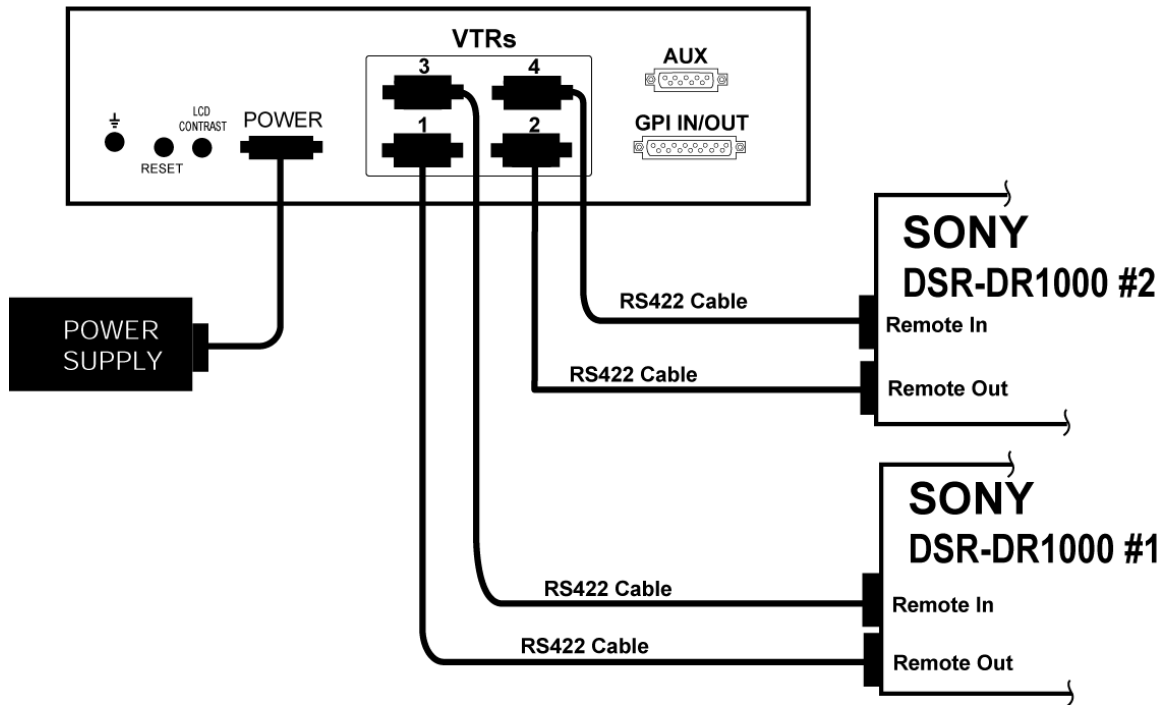 VTRs
3
4
AUX
LCD
CONTRAST
POWER
1
2
GPI IN/OUT
RESET
SONY
DSR-DR1000 #2
RS422 Cable
Remote In
POWER
SUPPLY
RS422 Cable
Remote Out
SONY
DSR-DR1000 #1
RS422 Cable
Remote In
RS422 Cable
Remote Out